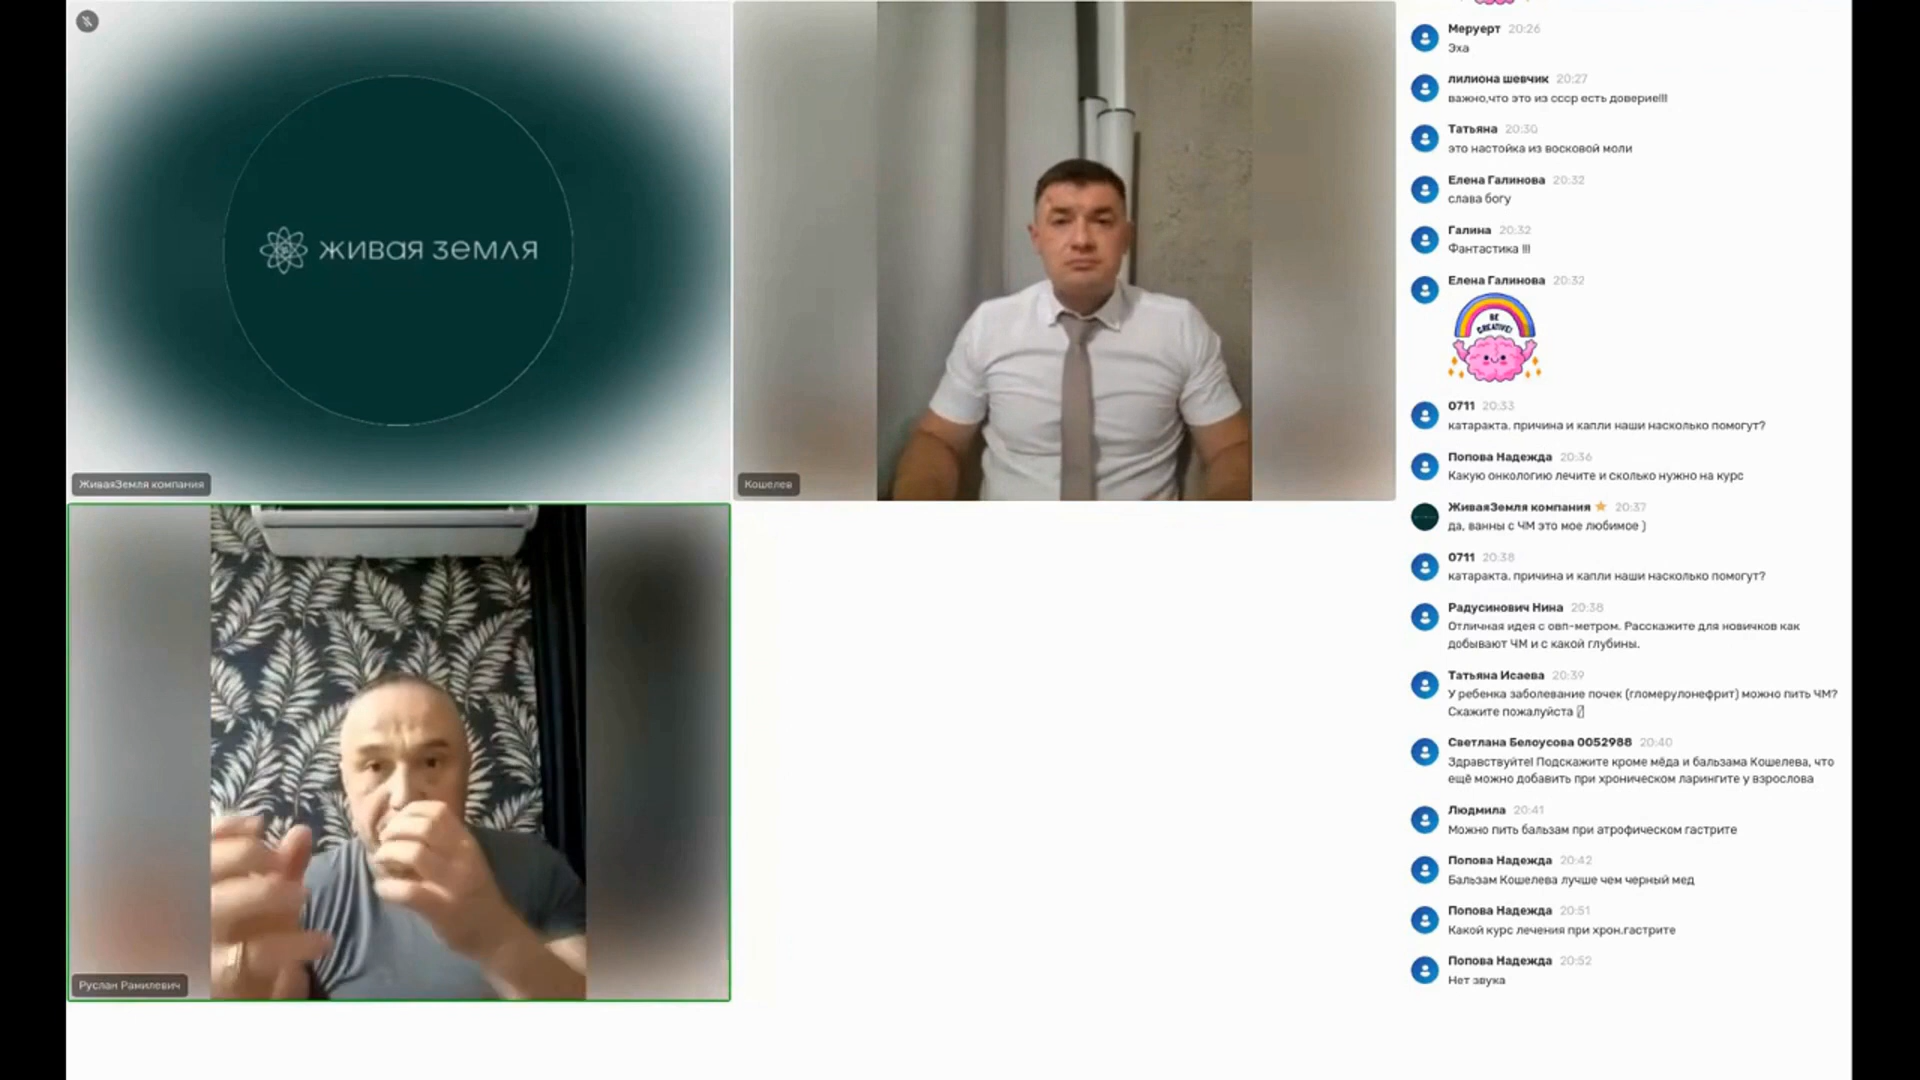 живая земля
ЖиваяЗемля компания
Кошелев
Руслан Рамилевич
Меруерт 20:26
Эха
лилиона шевчик 20:27
важно,что это из ссср есть доверие!!!
Татьяна 20:30
это настойка из восковой моли
Елена Галинова 20:32
слава богу
Галина 20:32
Фантастика !!!
Елена Галинова 20:32
BE
CREATIVE!
0711 20:33
катаракта. причина и капли наши насколько помогут?
Попова Надежда 20:36
Какую онкологию лечите и сколько нужно на курс
ЖиваяЗемля компания 20:37
да, ванны с ЧМ это мое любимое )
0711 20:38
катаракта. причина и капли наши насколько помогут?
Радусинович Нина 20:38
Отличная идея с овп-метром. Расскажите для новичков как
добывают ЧМ и с какой глубины.
Татьяна Исаева 20:39
У ребенка заболевание почек (гломерулонефрит) можно пить ЧМ?
Скажите пожалуйста
Светлана Белоусова 0052988 20:40
Здравствуйте! Подскажите кроме мёда и бальзама Кошелева, что
ещё можно добавить при хроническом ларингите у взрослова
Людмила 20:41
Можно пить бальзам при атрофическом гастрите
Попова Надежда 20:42
Бальзам Кошелева лучше чем черный мед
Попова Надежда 20:51
Какой курс лечения при хрон.гастрите
Попова Надежда 20:52
Нет звука